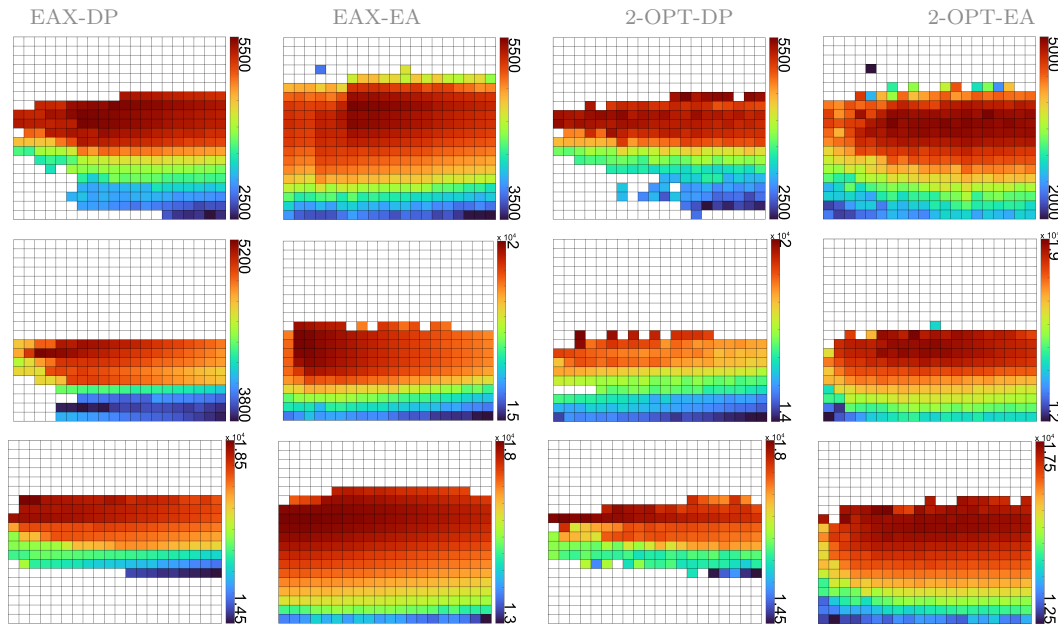 EAX-DP EAX-EA 2-OPT-DP 2-OPT-EA
5500 5500 5500 5000
2500 3500 2500 2000
5200 x 10⁴ 2 x 10⁴ 2 x 10⁴ 1.9
3800 1.5 1.4 1.2
x 10⁴ 1.85 x 10⁴ 1.8 x 10⁴ 1.8 x 10⁴ 1.75
1.45 1.3 1.45 1.25